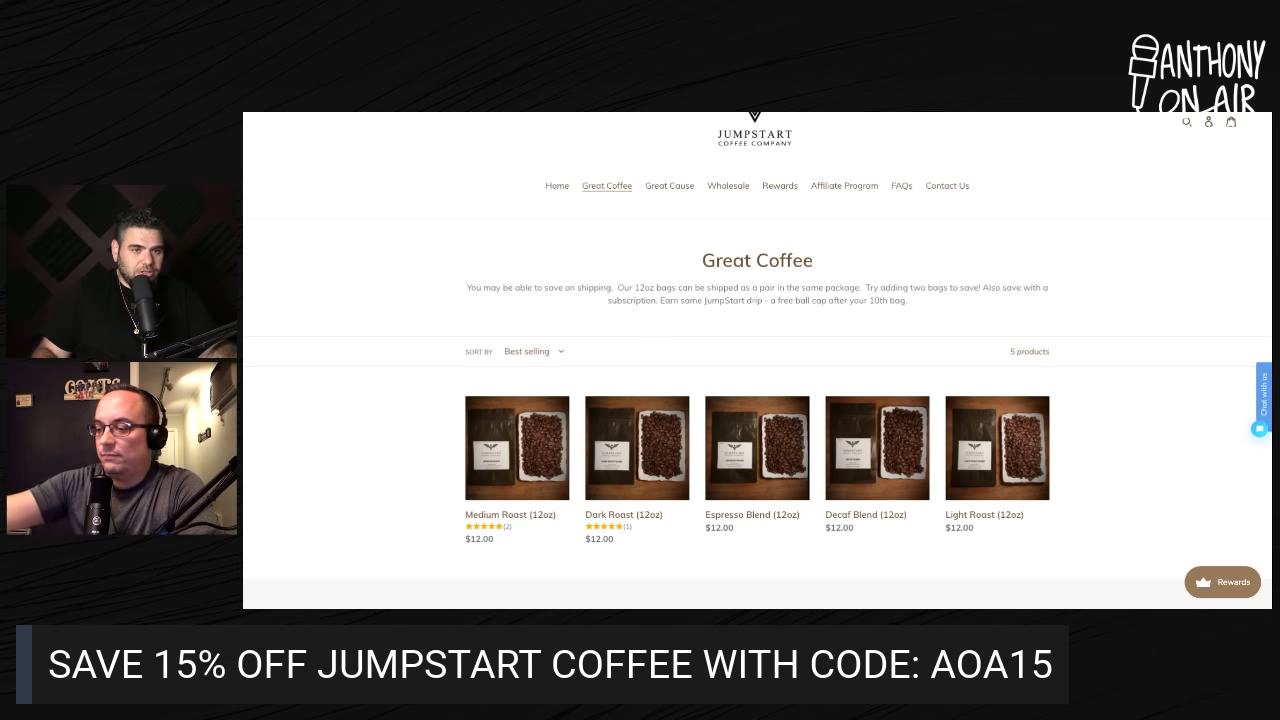 ANTHONY
ON AIR
JUMPSTART
COFFEE COMPANY
Home Great Coffee Great Cause Wholesale Rewards Affiliate Program FAQs Contact Us
Great Coffee
You may be able to save on shipping. Our 12oz bags can be shipped as a pair in the same package. Try adding two bags to save! Also save with a
subscription. Earn some JumpStart drip - a free ball cap after your 10th bag.
SORT BY Best selling 5 products
Chat with us
Medium Roast (12oz) Dark Roast (12oz) Espresso Blend (12oz) Decaf Blend (12oz) Light Roast (12oz)
(2) (1) $12.00 $12.00 $12.00
$12.00 $12.00
Rewards
SAVE 15% OFF JUMPSTART COFFEE WITH CODE: AOA15